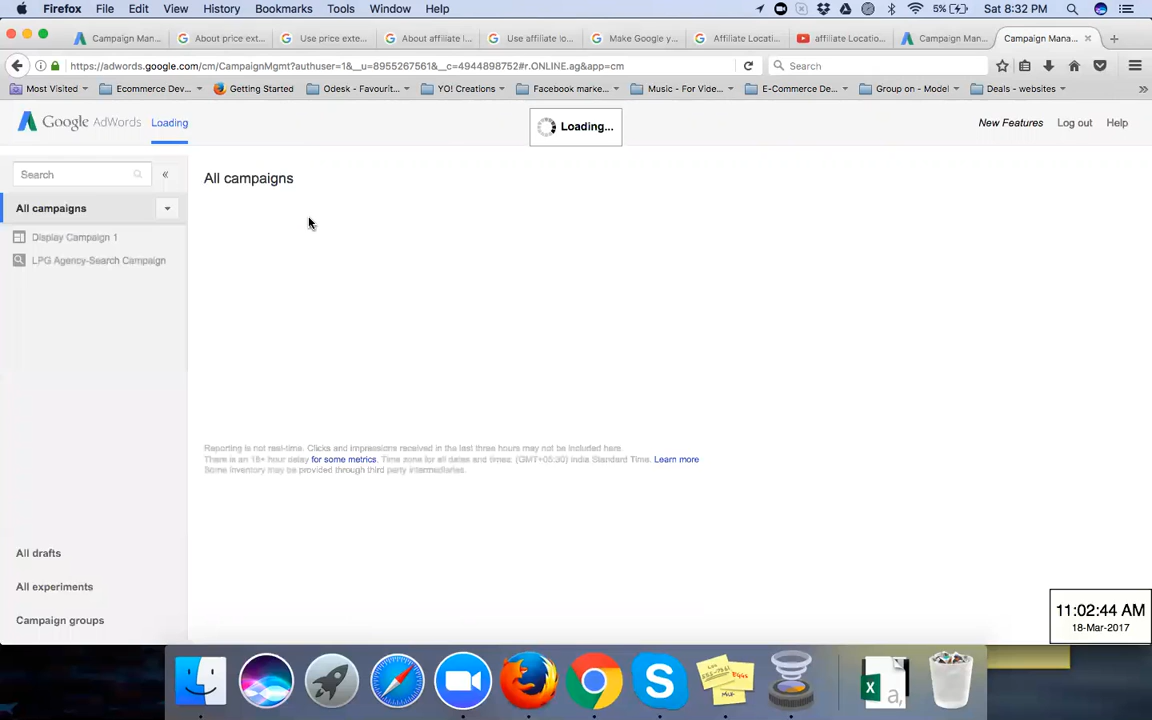 Firefox File Edit View History Bookmarks Tools Window Help 5% Sat 8:32 PM
Campaign Man... About price ext... Use price exte... About affiliate l... Use affiliate lo... Make Google y... Affiliate Locati... affiliate Locatio... Campaign Man... Campaign Mana...
https://adwords.google.com/cm/CampaignMgmt?authuser=1&__u=8955267561&__c=4944898752#r.ONLINE.ag&app=cm Search
Most Visited Ecommerce Dev... Getting Started Odesk - Favourit... YO! Creations Facebook marke... Music - For Vide... E-Commerce De... Group on - Model Deals - websites
Google AdWords Loading Loading... New Features Log out Help
Search
All campaigns
All campaigns
Display Campaign 1
LPG Agency-Search Campaign
Reporting is not real-time. Clicks and impressions received in the last three hours may not be included here.
There is an 18+ hour delay for some metrics. Time zone for all dates and times: (GMT+05:30) India Standard Time. Learn more
Some inventory may be provided through third party intermediaries.
All drafts
All experiments
Campaign groups
11:02:44 AM
18-Mar-2017